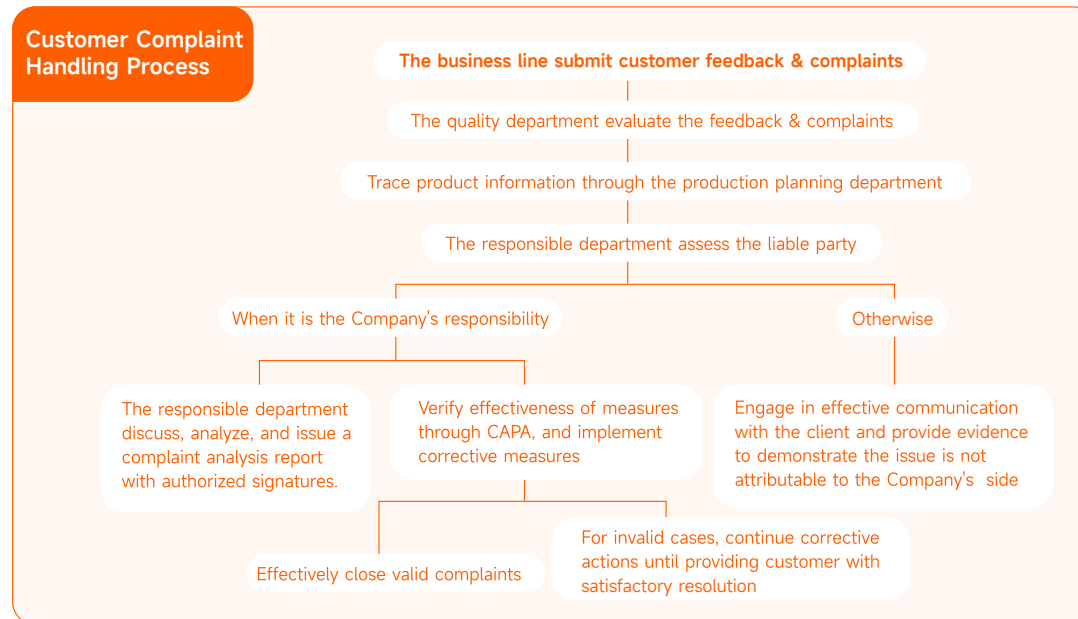 Customer Complaint
Handling Process
The business line submit customer feedback & complaints
The quality department evaluate the feedback & complaints
Trace product information through the production planning department
The responsible department assess the liable party
When it is the Company's responsibility
Otherwise
The responsible department
discuss, analyze, and issue a
complaint analysis report
with authorized signatures.
Verify effectiveness of measures
through CAPA, and implement
corrective measures
Engage in effective communication
with the client and provide evidence
to demonstrate the issue is not
attributable to the Company's side
Effectively close valid complaints
For invalid cases, continue corrective
actions until providing customer with
satisfactory resolution